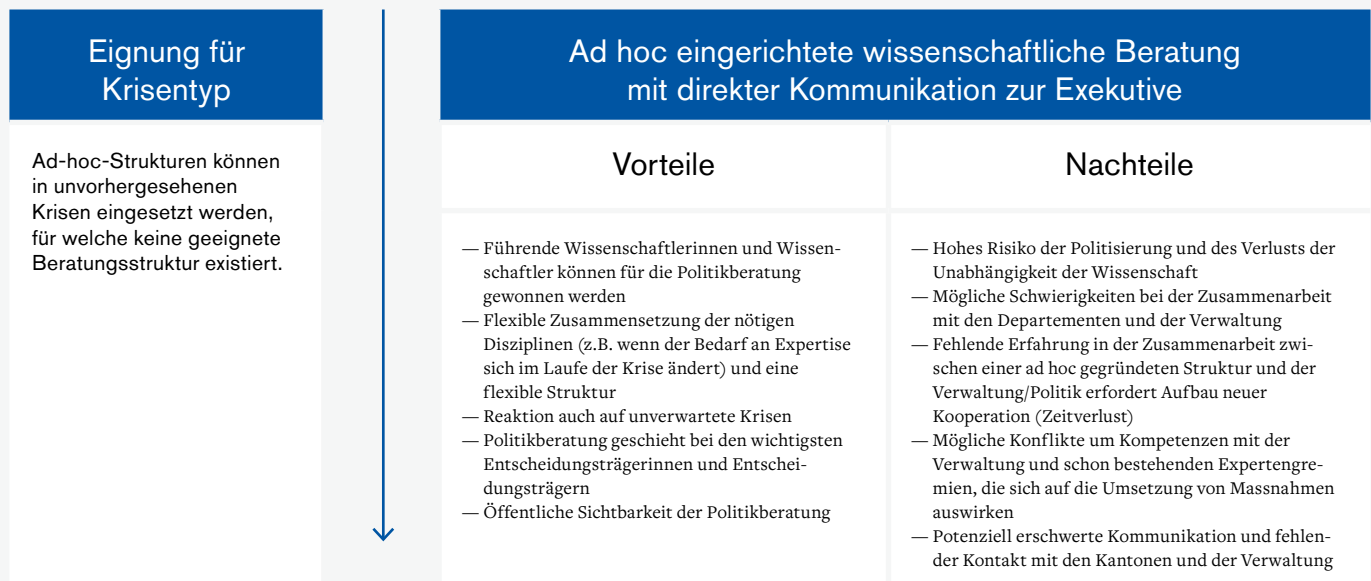 Eignung für
Krisentyp
Ad-hoc-Strukturen können
in unvorhergesehenen
Krisen eingesetzt werden,
für welche keine geeignete
Beratungsstruktur existiert.
Ad hoc eingerichtete wissenschaftliche Beratung
mit direkter Kommunikation zur Exekutive
Vorteile
— Führende Wissenschaftlerinnen und Wissen-
schaftler können für die Politikberatung
gewonnen werden
— Flexible Zusammensetzung der nötigen
Disziplinen (z.B. wenn der Bedarf an Expertise
sich im Laufe der Krise ändert) und eine
flexible Struktur
— Reaktion auch auf unverwartete Krisen
— Politikberatung geschieht bei den wichtigsten
Entscheidungsträgerinnen und Entschei-
dungsträgern
— Öffentliche Sichtbarkeit der Politikberatung
Nachteile
— Hohes Risiko der Politisierung und des Verlusts der
Unabhängigkeit der Wissenschaft
— Mögliche Schwierigkeiten bei der Zusammenarbeit
mit den Departementen und der Verwaltung
— Fehlende Erfahrung in der Zusammenarbeit zwi-
schen einer ad hoc gegründeten Struktur und der
Verwaltung/Politik erfordert Aufbau neuer
Kooperation (Zeitverlust)
— Mögliche Konflikte um Kompetenzen mit der
Verwaltung und schon bestehenden Expertengre-
mien, die sich auf die Umsetzung von Massnahmen
auswirken
— Potenziell erschwerte Kommunikation und fehlen-
der Kontakt mit den Kantonen und der Verwaltung